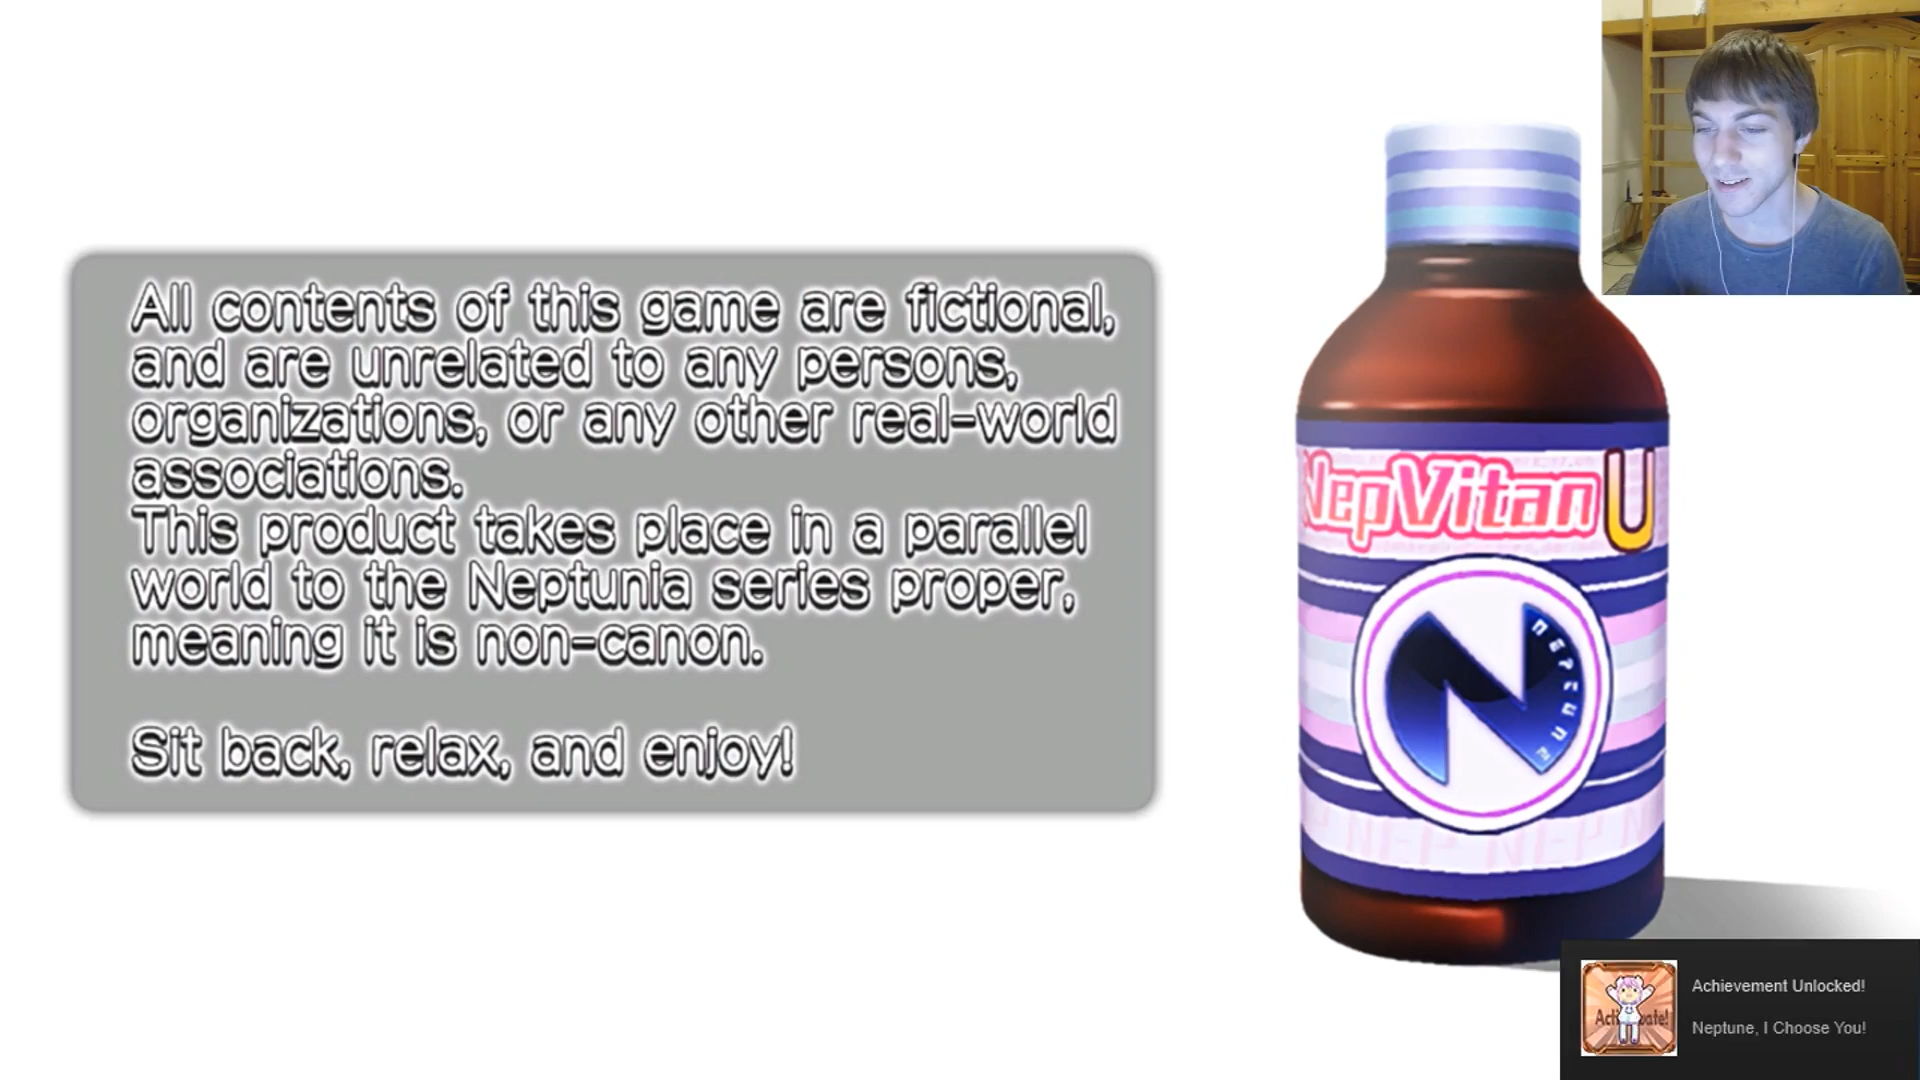 All contents of this game are fictional,
and are unrelated to any persons,
organizations, or any other real-world
associations.
This product takes place in a parallel
world to the Neptunia series proper,
meaning it is non-canon.
Sit back, relax, and enjoy!
NepVitan U
N
NEPTUNE
NEP NEP
Achievement Unlocked!
Neptune, I Choose You!